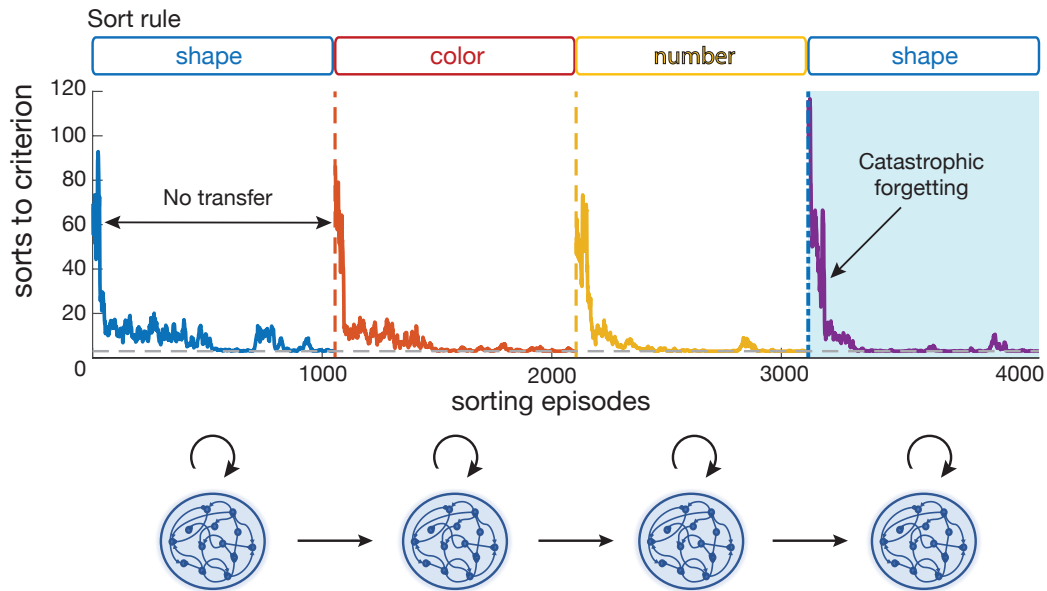 Sort rule
shape color number shape
sorts to criterion
120
100
80
60
40
20
0
No transfer
Catastrophic
forgetting
1000 2000 3000 4000
sorting episodes